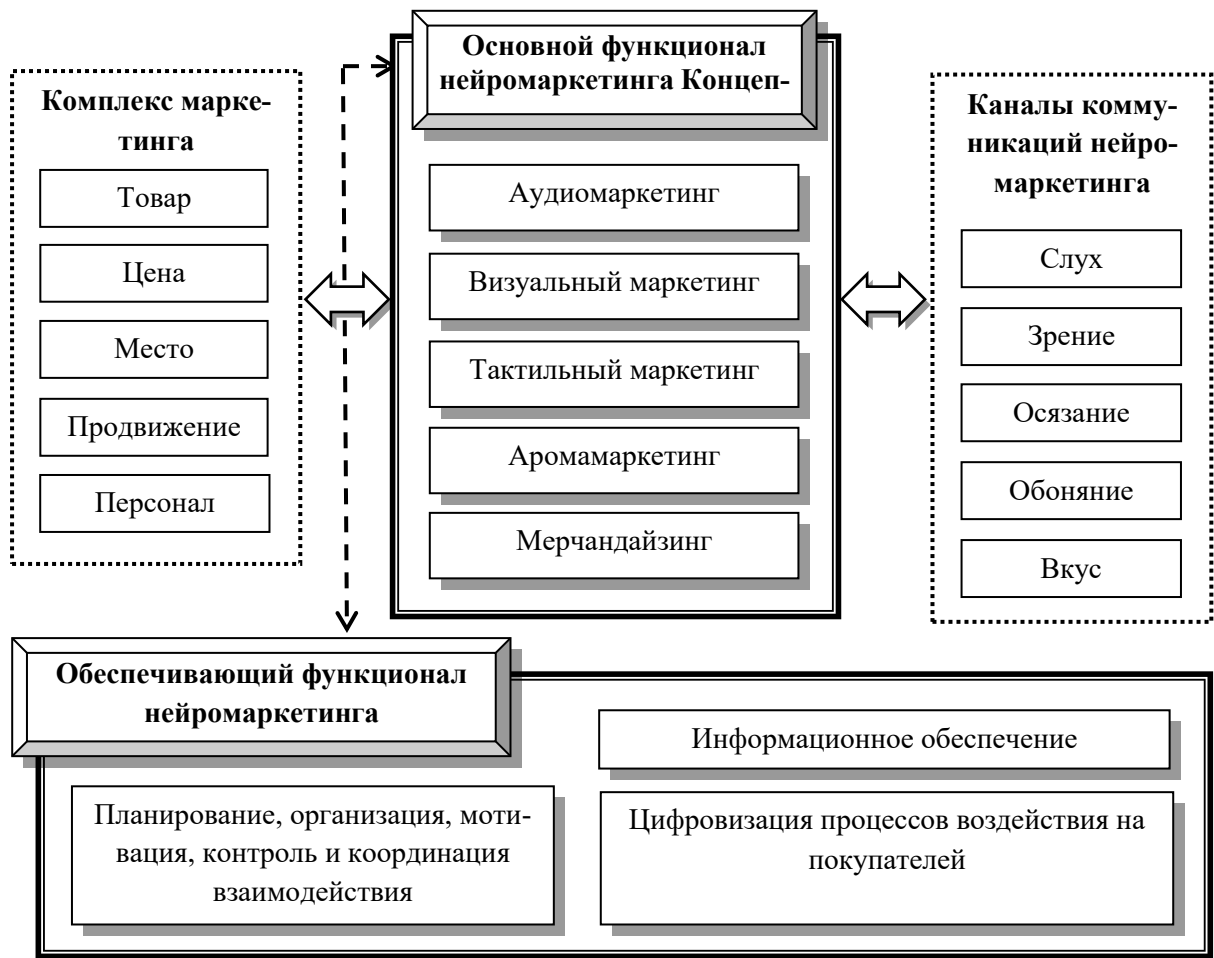 Комплекс марке-
тинга
Товар
Цена
Место
Продвижение
Персонал
Основной функционал
нейромаркетинга Концеп-
Аудиомаркетинг
Визуальный маркетинг
Тактильный маркетинг
Аромамаркетинг
Мерчандайзинг
Каналы комму-
никаций нейро-
маркетинга
Слух
Зрение
Осязание
Обоняние
Вкус
Обеспечивающий функционал
нейромаркетинга
Планирование, организация, моти-
вация, контроль и координация
взаимодействия
Информационное обеспечение
Цифровизация процессов воздействия на
покупателей